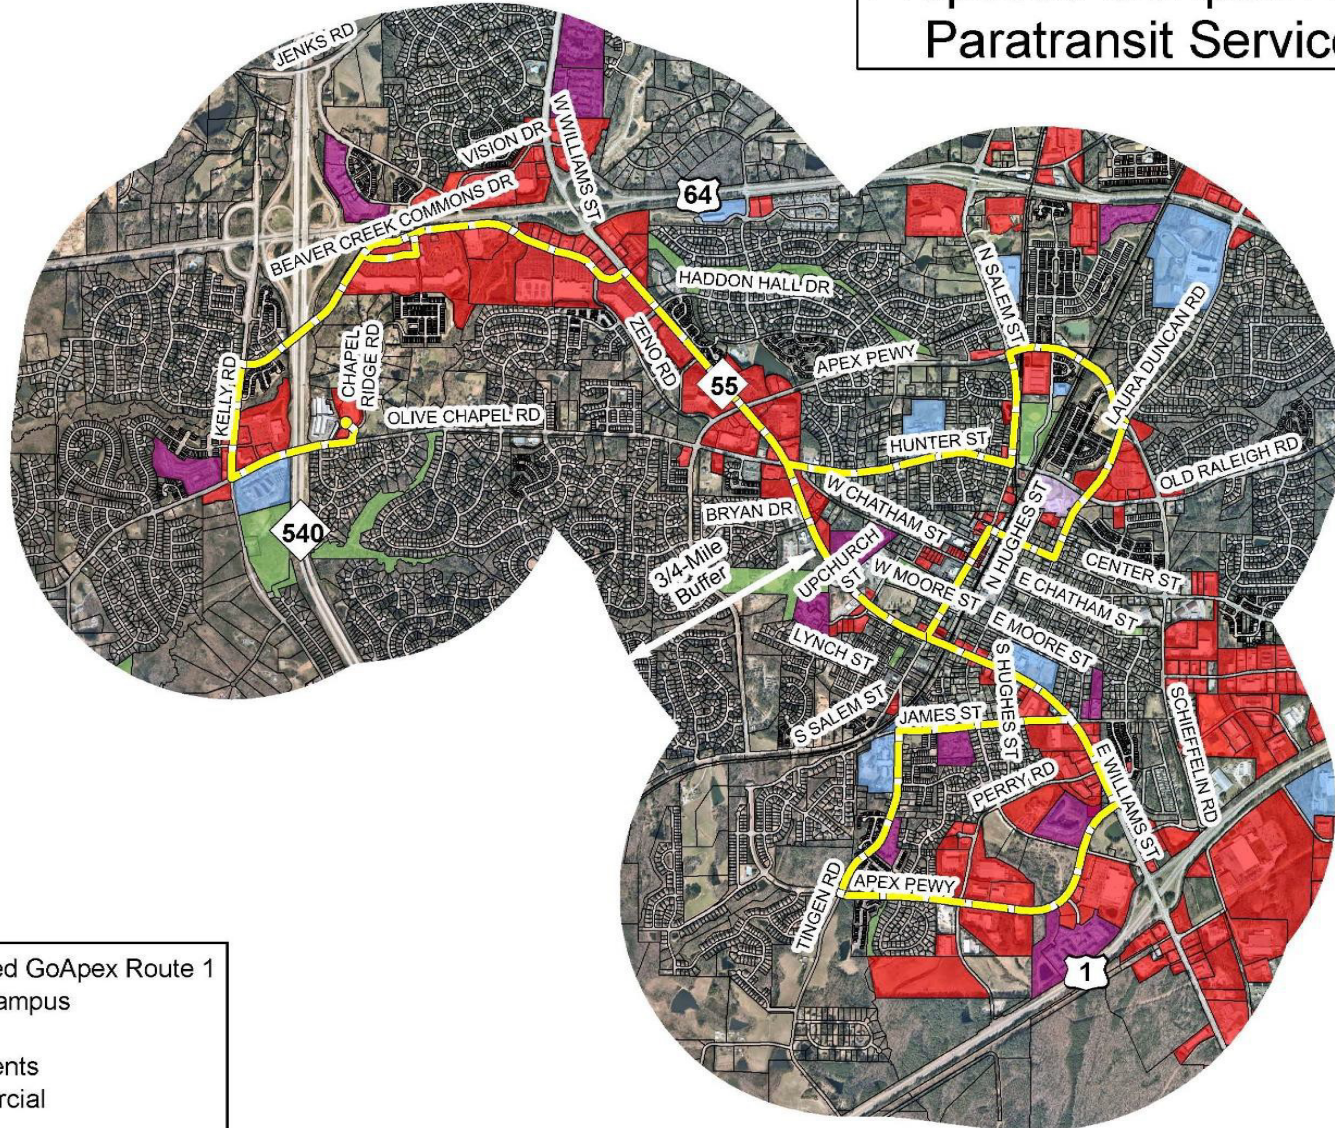 Paratransit Service
JENKS RD
W WILLIAMS ST
VISION DR
64
BEAVER CREEK COMMONS DR
N SALEM ST
HADDON HALL DR
LAURA DUNCAN RD
ZENO RD
APEX PEWY
CHAPEL
RIDGE RD
KELLY RD
55
OLIVE CHAPEL RD
HUNTER ST
OLD RALEIGH RD
W CHATHAM ST
BRYAN DR
N HUGHES ST
540
3/4-Mile
Buffer
UPCHURCH
ST
W MOORE ST
CENTER ST
E CHATHAM ST
E MOORE ST
LYNCH ST
S HUGHES ST
S SALEM ST
JAMES ST
SCHIEFFELIN RD
E WILLIAMS ST
PERRY RD
APEX PEWY
TINGEN RD
1
ed GoApex Route 1
ampus
ents
rcial